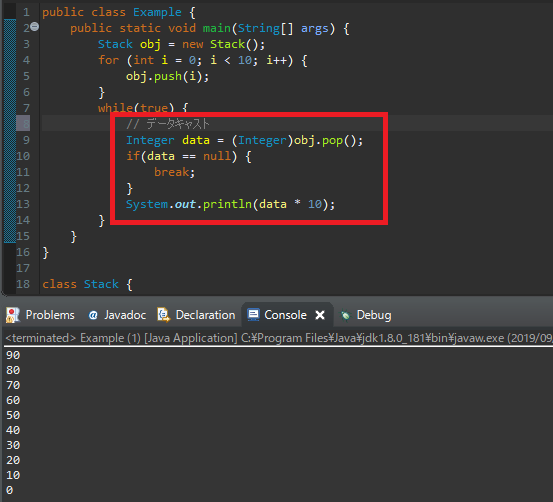 1 public class Example {
2 public static void main(String[] args) {
3 Stack obj = new Stack();
4 for (int i = 0; i < 10; i++) {
5 obj.push(i);
6 }
7 while(true) {
8 // データキャスト
9 Integer data = (Integer)obj.pop();
10 if(data == null) {
11 break;
12 }
13 System.out.println(data * 10);
14 }
15 }
16 }
17
18 class Stack {
Problems @ Javadoc Declaration Console Debug
<terminated> Example (1) [Java Application] C:¥Program Files¥Java¥jdk1.8.0_181¥bin¥javaw.exe (2019/09
90
80
70
60
50
40
30
20
10
0